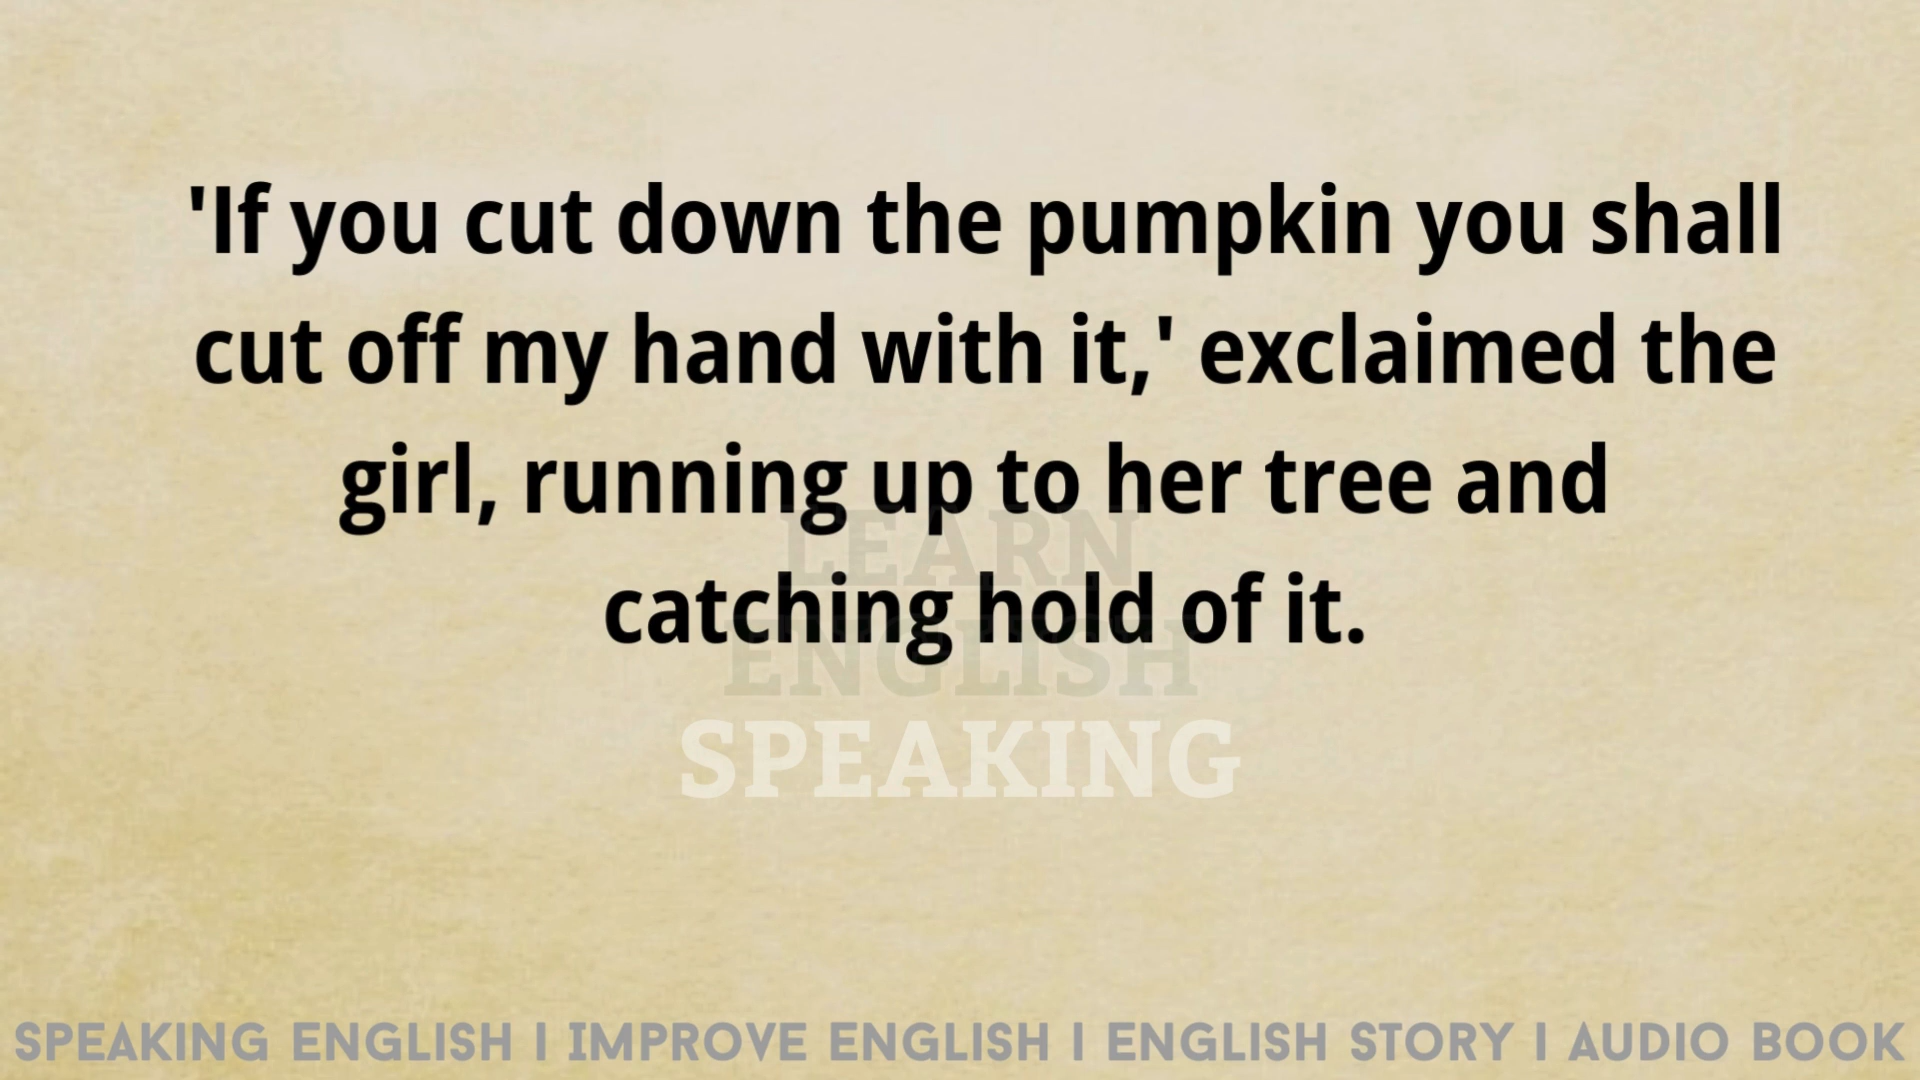 'If you cut down the pumpkin you shall
cut off my hand with it,' exclaimed the
girl, running up to her tree and
catching hold of it.
LEARN
ENGLISH
SPEAKING
SPEAKING ENGLISH I IMPROVE ENGLISH I ENGLISH STORY I AUDIO BOOK